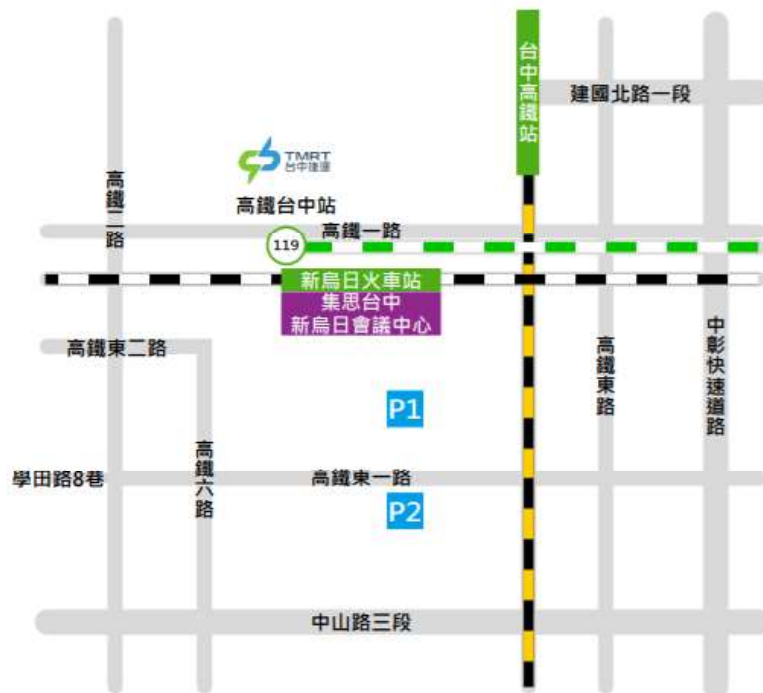 台中高鐵站
建國北路一段
TMRT
台中捷運
高鐵二路
高鐵台中站
高鐵一路
119
新烏日火車站
集思台中
新烏日會議中心
高鐵東二路
高鐵東路
中彰快速道路
P1
高鐵六路
學田路8巷
高鐵東一路
P2
中山路三段